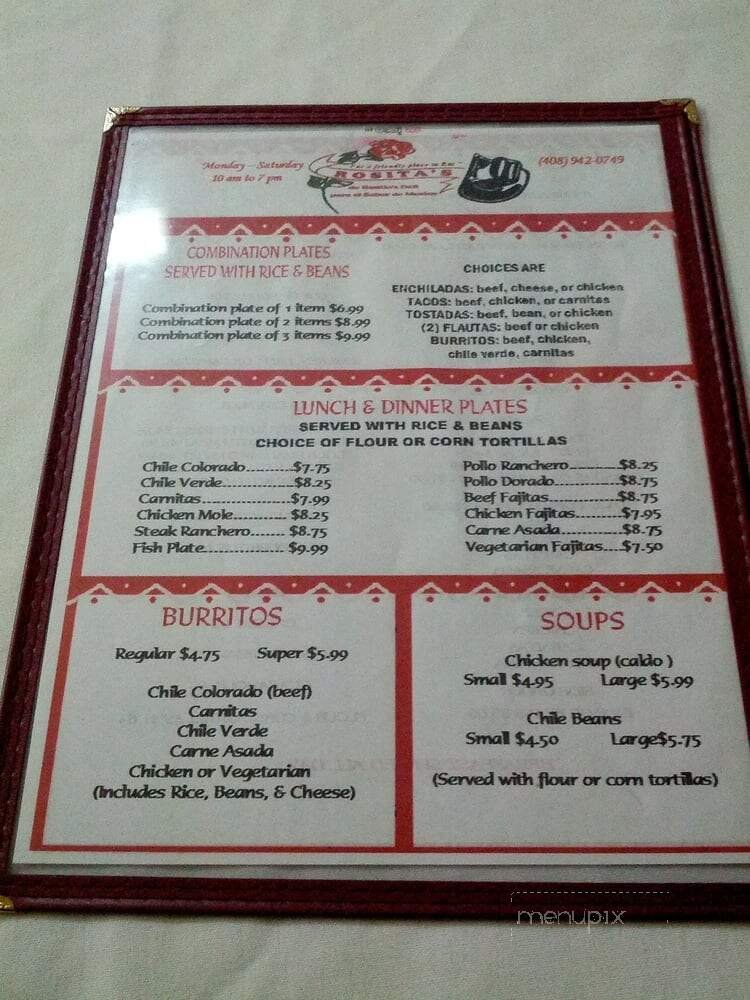 Monday - Saturday
10 am to 7 pm
ROSITA'S
(408) 942-0749
COMBINATION PLATES
SERVED WITH RICE & BEANS
Combination plate of 1 item $6.99
Combination plate of 2 items $8.99
Combination plate of 3 items $9.99
CHOICES ARE
ENCHILADAS: beef, cheese, or chicken
TACOS: beef, chicken, or carnitas
TOSTADAS: beef, bean, or chicken
(2) FLAUTAS: beef or chicken
BURRITOS: beef, chicken,
chile verde, carnitas
LUNCH & DINNER PLATES
SERVED WITH RICE & BEANS
CHOICE OF FLOUR OR CORN TORTILLAS
Chile Colorado..........$7.75
Chile Verde...............$8.25
Carnitas.....................$7.99
Chicken Mole............$8.25
Steak Ranchero....... $8.75
Fish Plate................... $9.99
Pollo Ranchero............$8.25
Pollo Dorado...............$8.75
Beef Fajitas.................$8.75
Chicken Fajitas...........$7.95
Carne Asada...............$8.75
Vegetarian Fajitas....$7.50
BURRITOS
Regular $4.75 Super $5.99
Chile Colorado (beef)
Carnitas
Chile Verde
Carne Asada
Chicken or Vegetarian
(Includes Rice, Beans, & Cheese)
SOUPS
Chicken soup (caldo )
Small $4.95 Large $5.99
Chile Beans
Small $4.50 Large$5.75
(Served with flour or corn tortillas)
menupix